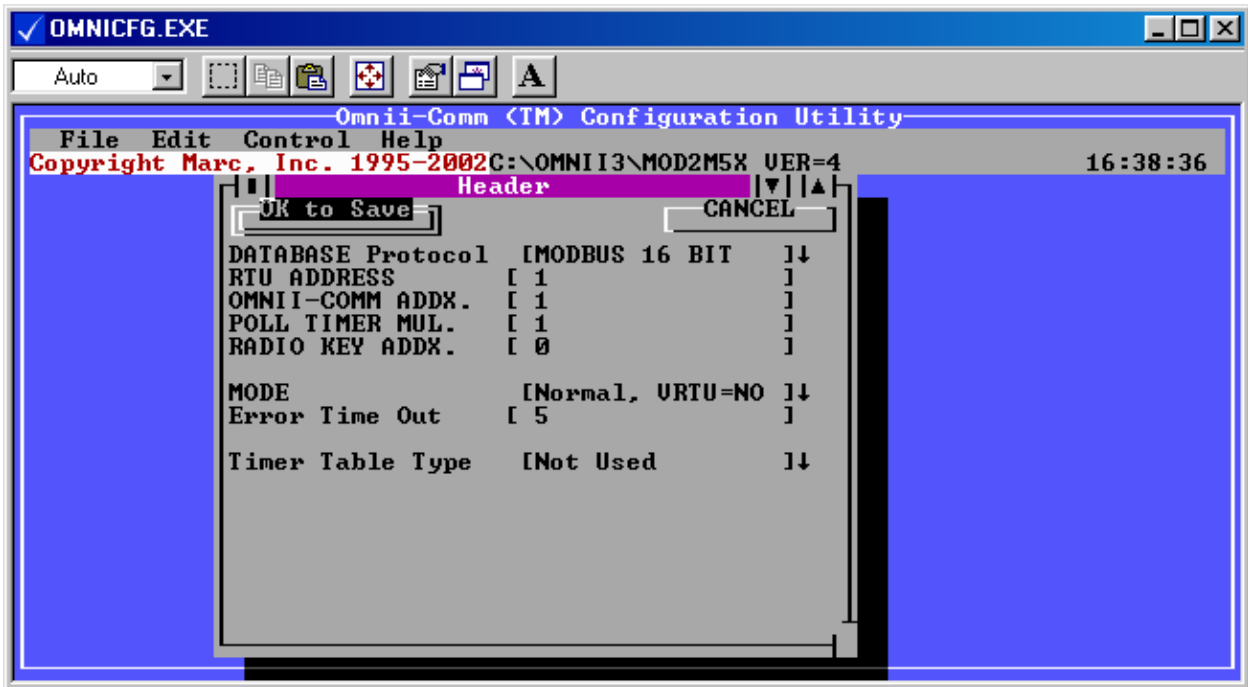 OMNICFG.EXE
Auto
A
Omnii-Comm (TM) Configuration Utility
File Edit Control Help
Copyright Marc, Inc. 1995-2002C:\OMNII3\MOD2M5X VER=4 16:38:36
Header
OK to Save CANCEL
DATABASE Protocol [MODBUS 16 BIT ]↓
RTU ADDRESS [ 1 ]
OMNII-COMM ADDX. [ 1 ]
POLL TIMER MUL. [ 1 ]
RADIO KEY ADDX. [ 0 ]
MODE [Normal, VRTU=NO ]↓
Error Time Out [ 5 ]
Timer Table Type [Not Used ]↓